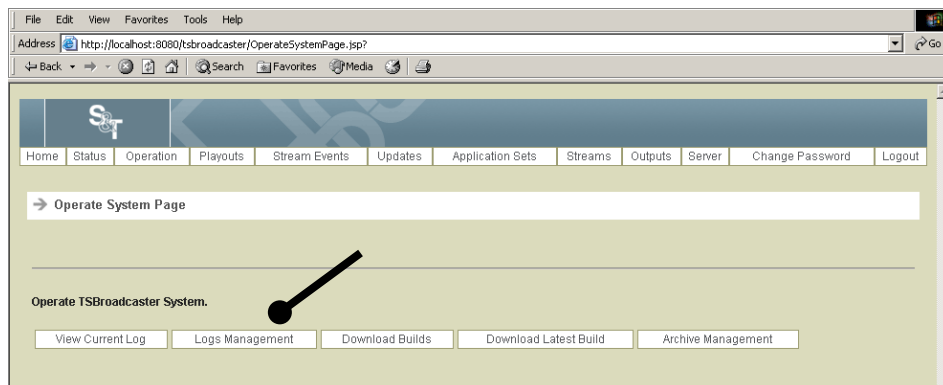 File Edit View Favorites Tools Help
Address http://localhost:8080/tsbroadcaster/OperateSystemPage.jsp? Go
Back Search Favorites Media
S&T
Home Status Operation Playouts Stream Events Updates Application Sets Streams Outputs Server Change Password Logout
Operate System Page
Operate TSBroadcaster System.
View Current Log Logs Management Download Builds Download Latest Build Archive Management